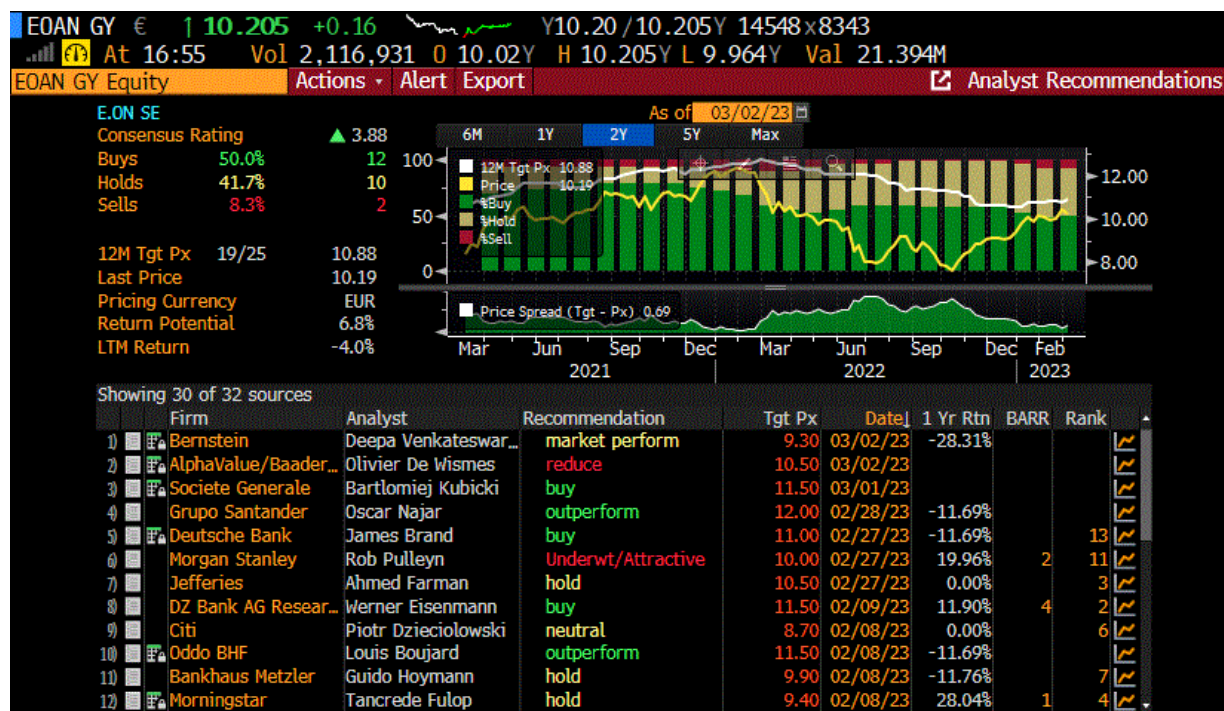 EOAN GY € ↑ 10.205 +0.16 Y10.20/10.205Y 14548×8343
At 16:55 Vol 2,116,931 O 10.02Y H 10.205Y L 9.964Y Val 21.394M
EOAN GY Equity Actions Alert Export Analyst Recommendations
E.ON SE As of 03/02/23
Consensus Rating ▲ 3.88 6M 1Y 2Y 5Y Max
Buys 50.0% 12
Holds 41.7% 10
Sells 8.3% 2
12M Tgt Px 19/25 10.88
Last Price 10.19
Pricing Currency EUR
Return Potential 6.8%
LTM Return -4.0%
100
50
0
12M Tgt Px 10.88
Price 10.19
%Buy
%Hold
%Sell
12.00
10.00
8.00
Price Spread (Tgt - Px) 0.69
Mar Jun Sep Dec Mar Jun Sep Dec Feb
2021 2022 2023
Showing 30 of 32 sources
Firm Analyst Recommendation Tgt Px Date↓ 1 Yr Rtn BARR Rank
1) Bernstein Deepa Venkateswar... market perform 9.30 03/02/23 -28.31%
2) AlphaValue/Baader... Olivier De Wismes reduce 10.50 03/02/23
3) Societe Generale Bartlomiej Kubicki buy 11.50 03/01/23
4) Grupo Santander Oscar Najar outperform 12.00 02/28/23 -11.69%
5) Deutsche Bank James Brand buy 11.00 02/27/23 -11.69% 13
6) Morgan Stanley Rob Pulleyn Underwt/Attractive 10.00 02/27/23 19.96% 2 11
7) Jefferies Ahmed Farman hold 10.50 02/27/23 0.00% 3
8) DZ Bank AG Resear... Werner Eisenmann buy 11.50 02/09/23 11.90% 4 2
9) Citi Piotr Dzieciolowski neutral 8.70 02/08/23 0.00% 6
10) Oddo BHF Louis Boujard outperform 11.50 02/08/23 -11.69%
11) Bankhaus Metzler Guido Hoymann hold 9.90 02/08/23 -11.76% 7
12) Morningstar Tancrede Fulop hold 9.40 02/08/23 28.04% 1 4